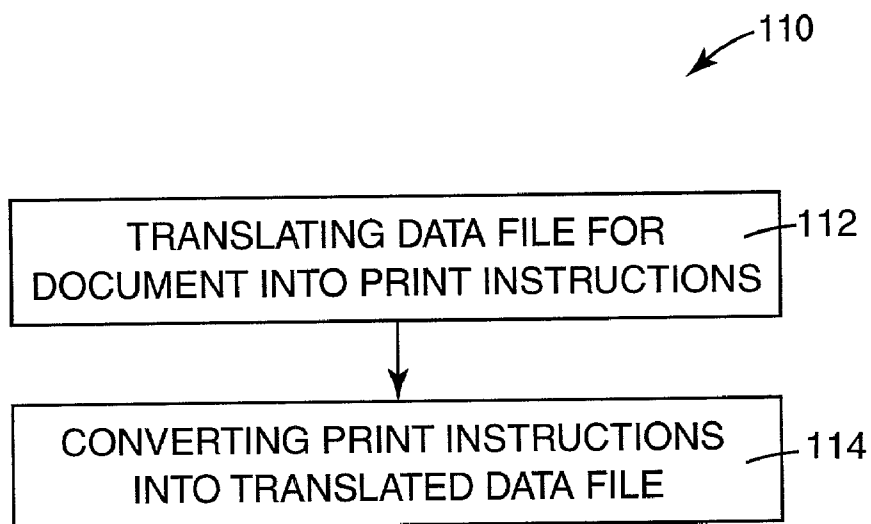 110
TRANSLATING DATA FILE FOR
DOCUMENT INTO PRINT INSTRUCTIONS
112
CONVERTING PRINT INSTRUCTIONS
INTO TRANSLATED DATA FILE
114